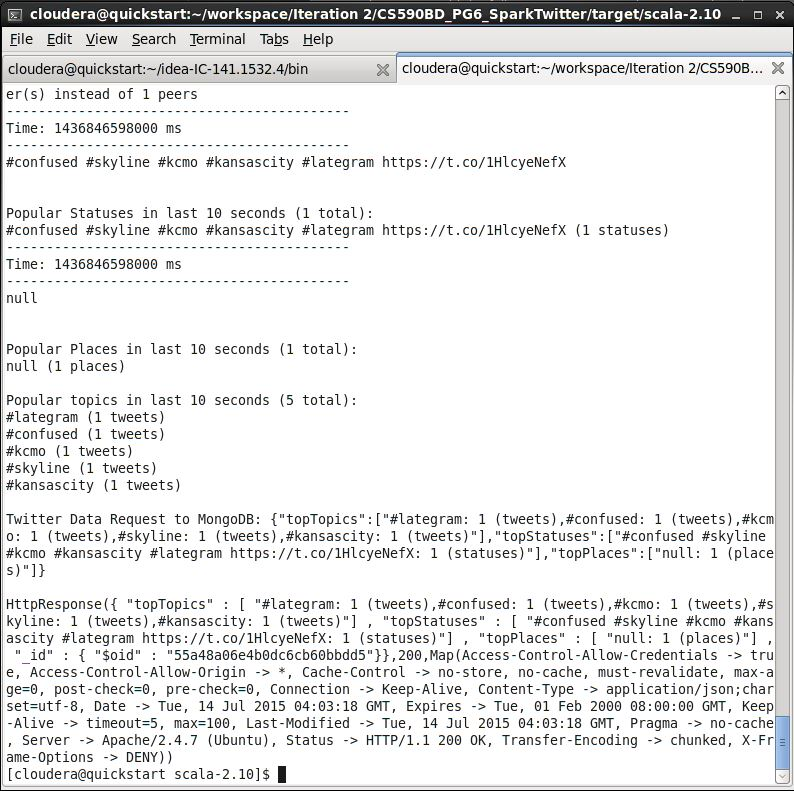 cloudera@quickstart:~/workspace/Iteration 2/CS590BD_PG6_SparkTwitter/target/scala-2.10
File Edit View Search Terminal Tabs Help
cloudera@quickstart:~/idea-IC-141.1532.4/bin
cloudera@quickstart:~/workspace/Iteration 2/CS590B...
er(s) instead of 1 peers
-------------------------------------------
Time: 1436846598000 ms
-------------------------------------------
#confused #skyline #kcmo #kansascity #lategram https://t.co/1HlcyeNefX
Popular Statuses in last 10 seconds (1 total):
#confused #skyline #kcmo #kansascity #lategram https://t.co/1HlcyeNefX (1 statuses)
-------------------------------------------
Time: 1436846598000 ms
-------------------------------------------
null
Popular Places in last 10 seconds (1 total):
null (1 places)
Popular topics in last 10 seconds (5 total):
#lategram (1 tweets)
#confused (1 tweets)
#kcmo (1 tweets)
#skyline (1 tweets)
#kansascity (1 tweets)
Twitter Data Request to MongoDB: {"topTopics":["#lategram: 1 (tweets),#confused: 1 (tweets),#kcm
o: 1 (tweets),#skyline: 1 (tweets),#kansascity: 1 (tweets)"],"topStatuses":["#confused #skyline
#kcmo #kansascity #lategram https://t.co/1HlcyeNefX: 1 (statuses)"],"topPlaces":["null: 1 (place
s)"]}
HttpResponse({ "topTopics" : [ "#lategram: 1 (tweets),#confused: 1 (tweets),#kcmo: 1 (tweets),#s
kyline: 1 (tweets),#kansascity: 1 (tweets)"] , "topStatuses" : [ "#confused #skyline #kcmo #kans
ascity #lategram https://t.co/1HlcyeNefX: 1 (statuses)"] , "topPlaces" : [ "null: 1 (places)"] ,
"_id" : { "$oid" : "55a48a06e4b0dc6cb60bbdd5"}},200,Map(Access-Control-Allow-Credentials -> tru
e, Access-Control-Allow-Origin -> *, Cache-Control -> no-store, no-cache, must-revalidate, max-a
ge=0, post-check=0, pre-check=0, Connection -> Keep-Alive, Content-Type -> application/json;char
set=utf-8, Date -> Tue, 14 Jul 2015 04:03:18 GMT, Expires -> Tue, 01 Feb 2000 08:00:00 GMT, Keep
-Alive -> timeout=5, max=100, Last-Modified -> Tue, 14 Jul 2015 04:03:18 GMT, Pragma -> no-cache
, Server -> Apache/2.4.7 (Ubuntu), Status -> HTTP/1.1 200 OK, Transfer-Encoding -> chunked, X-Fr
ame-Options -> DENY))
[cloudera@quickstart scala-2.10]$